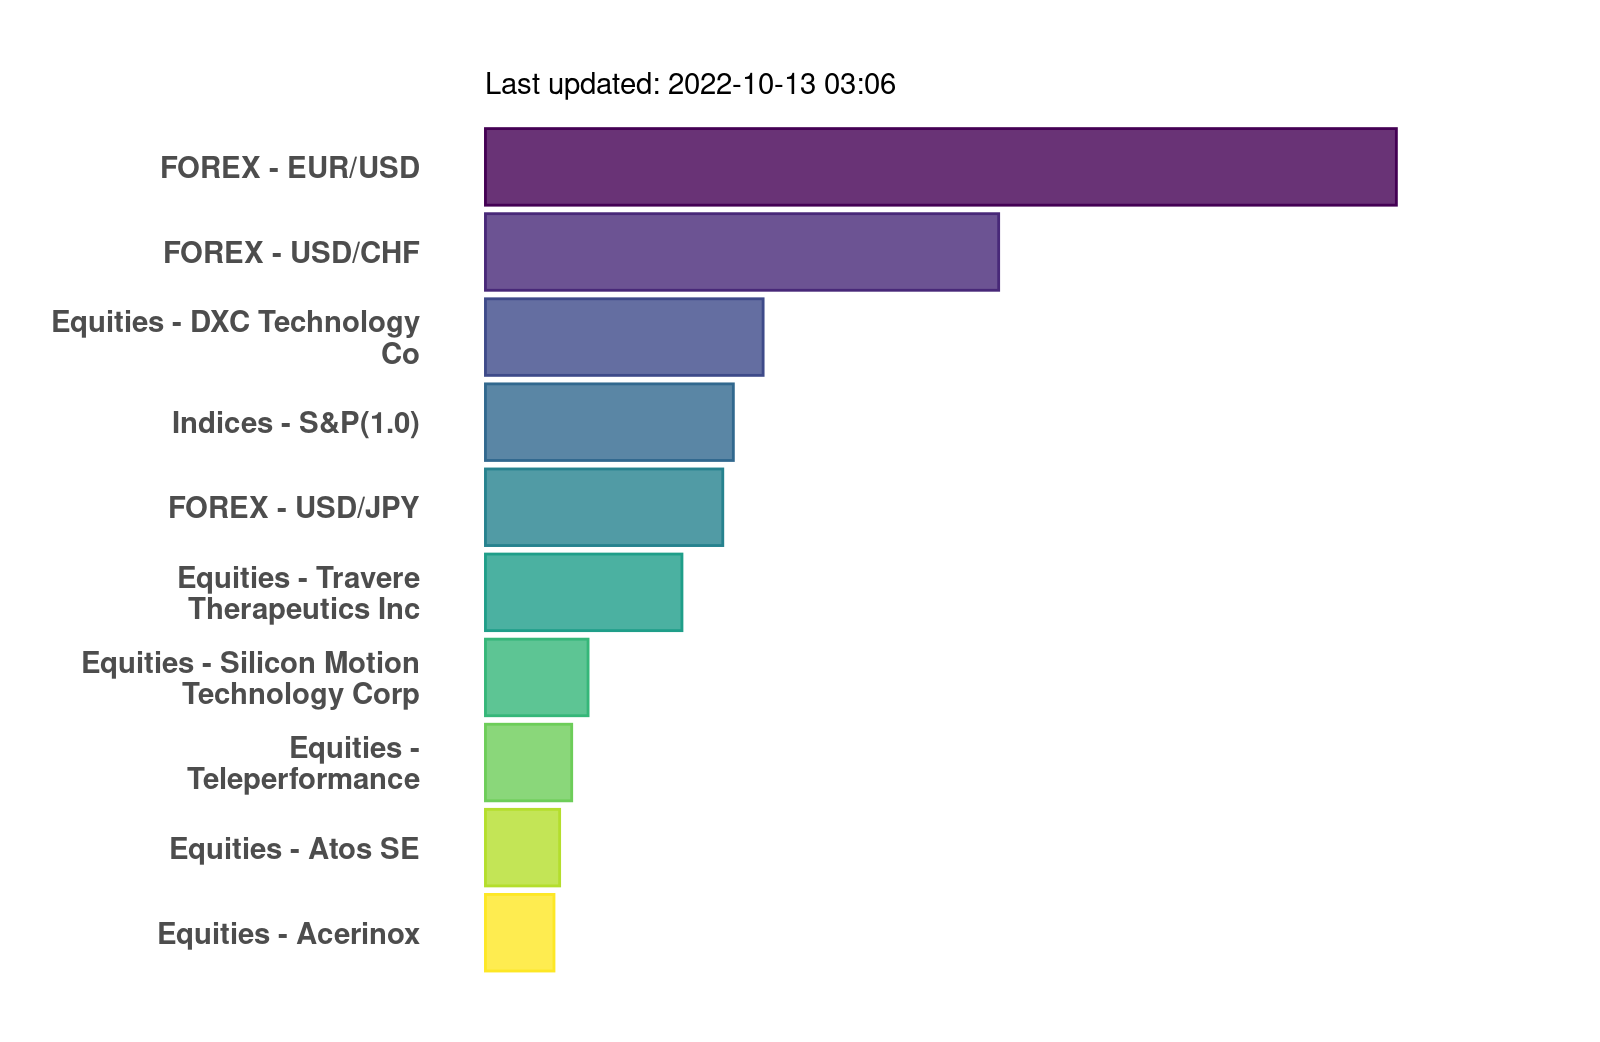 Last updated: 2022-10-13 03:06
FOREX - EUR/USD
FOREX - USD/CHF
Equities - DXC Technology
Co
Indices - S&P(1.0)
FOREX - USD/JPY
Equities - Travere
Therapeutics Inc
Equities - Silicon Motion
Technology Corp
Equities -
Teleperformance
Equities - Atos SE
Equities - Acerinox